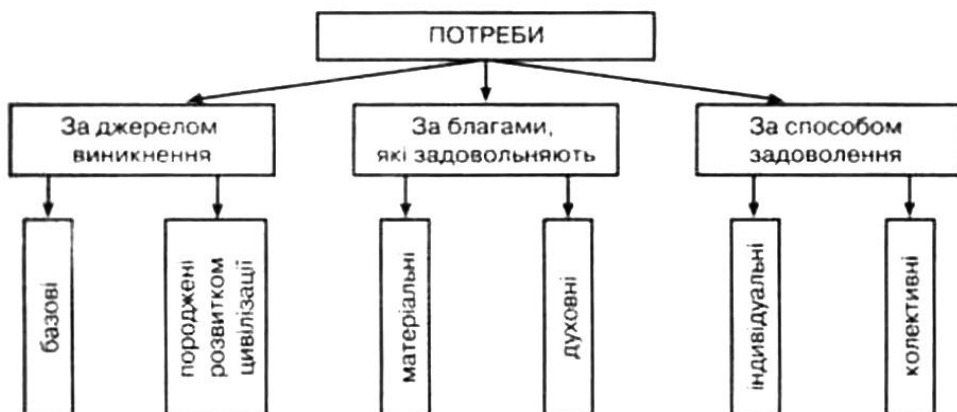 ПОТРЕБИ
За джерелом
виникнення
За благами,
які задовольняють
За способом
задоволення
базові
породжені
розвитком
цивілізації
матеріальні
духовні
індивідуальні
колективні